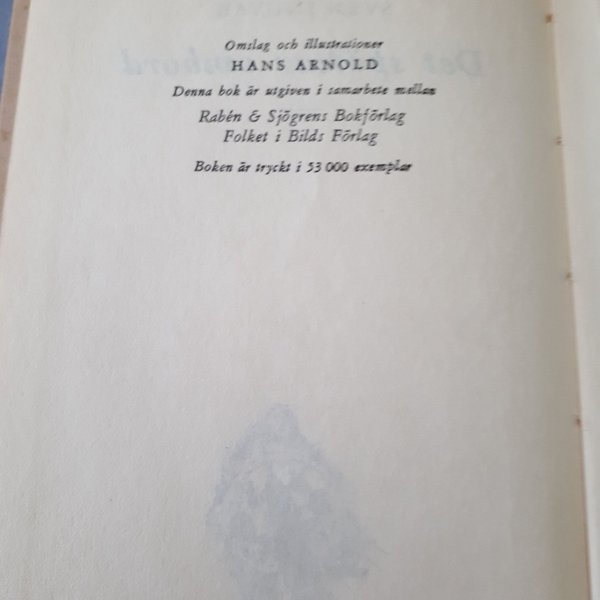 Omslag och illustrationer
HANS ARNOLD
Denna bok är utgiven i samarbete mellan
Rabén & Sjögrens Bokförlag
Folket i Bilds Förlag
Boken är tryckt i 53 000 exemplar